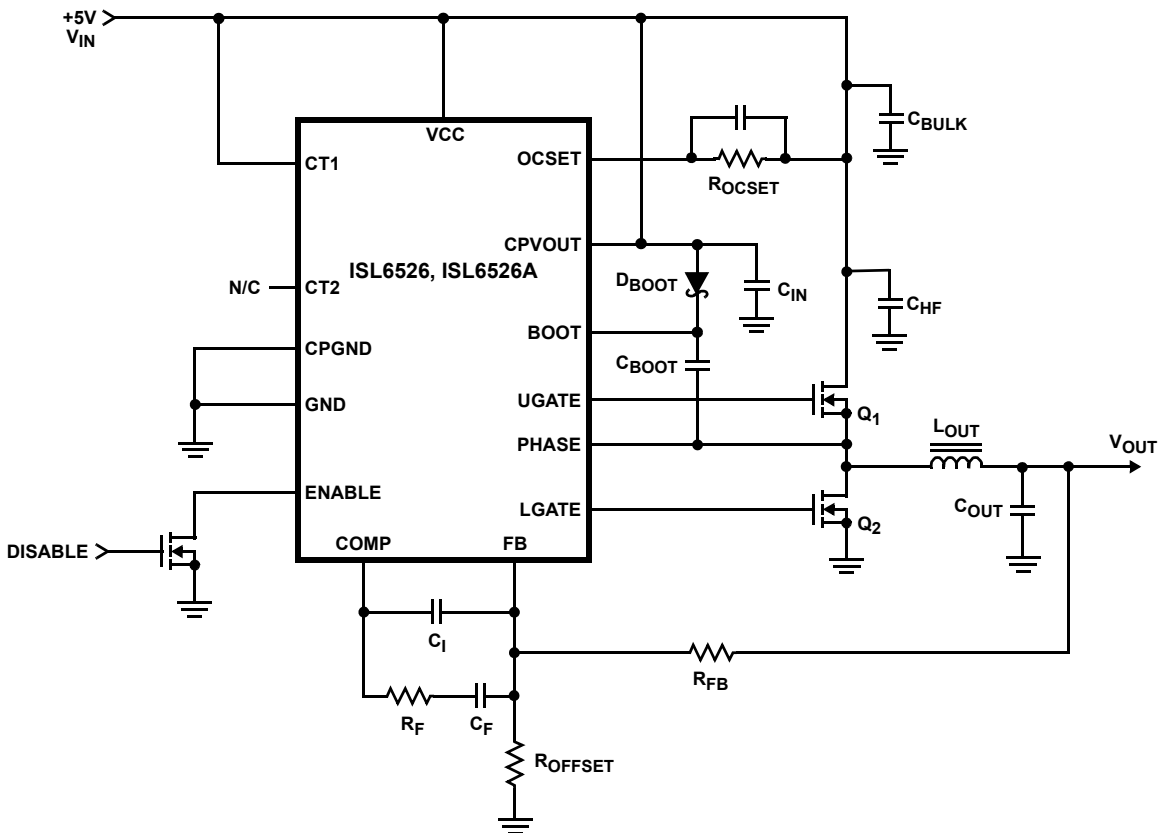 +5V
VIN
VCC
CT1
OCSET
ROCSET
CBULK
CPVOUT
ISL6526, ISL6526A
DBOOT
CIN
N/C
CT2
CHF
BOOT
CPGND
CBOOT
UGATE
Q1
GND
PHASE
LOUT
VOUT
ENABLE
LGATE
Q2
COUT
DISABLE
COMP
FB
CI
RFB
RF
CF
ROFFSET